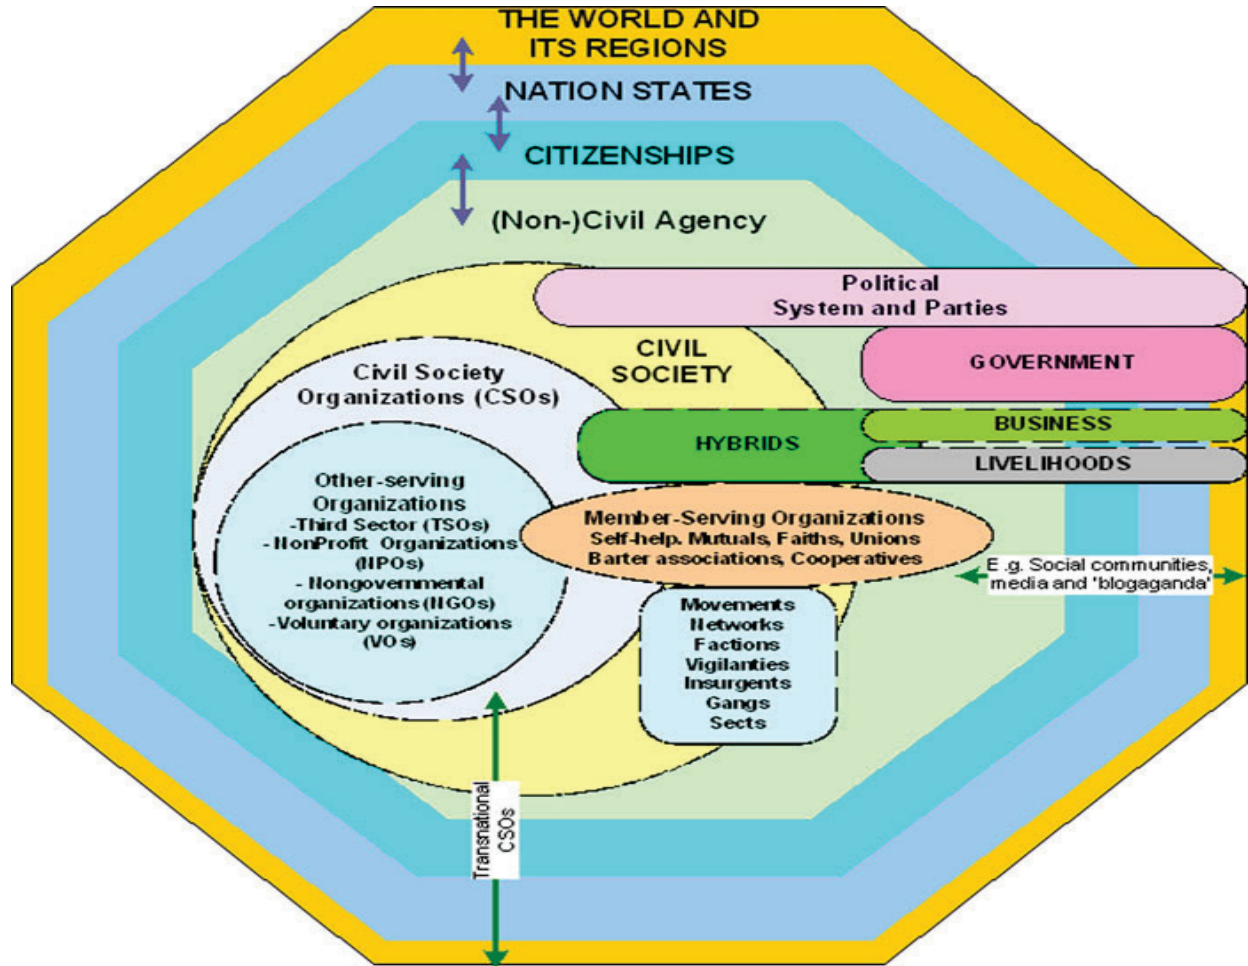 THE WORLD AND
ITS REGIONS
NATION STATES
CITIZENSHIPS
(Non-)Civil Agency
Political
System and Parties
CIVIL
SOCIETY
GOVERNMENT
Civil Society
Organizations (CSOs)
HYBRIDS
BUSINESS
LIVELIHOODS
Other-serving
Organizations
-Third Sector (TSOs)
-NonProfit Organizations
(NPOs)
- Nongovernmental
organizations (NGOs)
-Voluntary organizations
(VOs)
Member-Serving Organizations
Self-help. Mutuals, Faiths, Unions
Barter associations, Cooperatives
E .g. Social communities,
media and 'blogaganda'
Movements
Networks
Factions
Vigilanties
Insurgents
Gangs
Sects
Transnational
CSOs